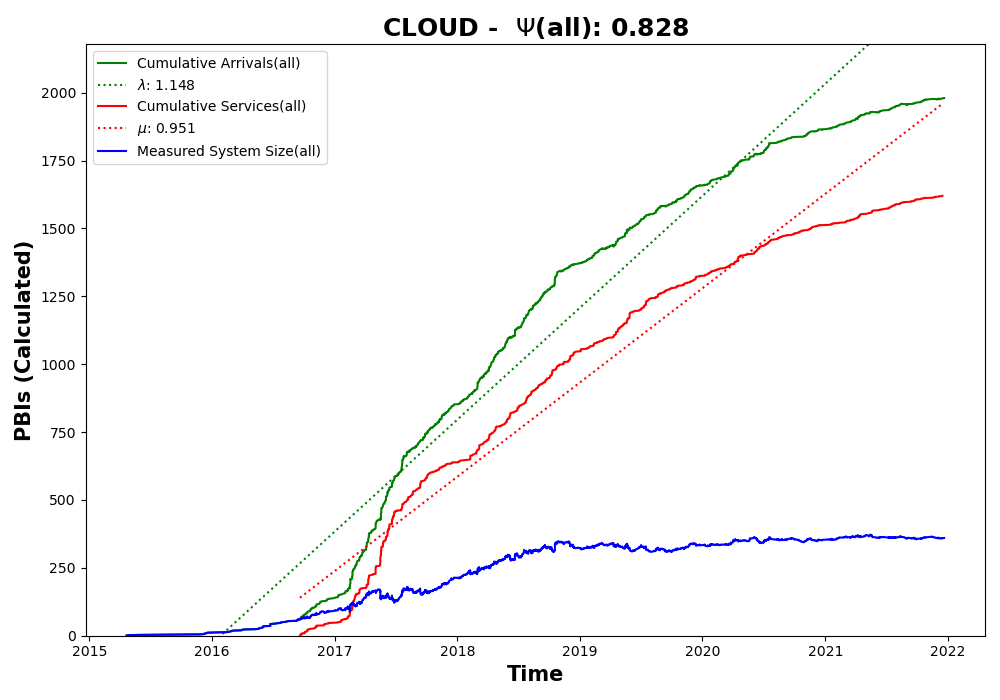 CLOUD - Ψ(all): 0.828
Cumulative Arrivals(all)
λ: 1.148
Cumulative Services(all)
μ: 0.951
Measured System Size(all)
PBIs (Calculated)
2000
1750
1500
1250
1000
750
500
250
0
2015 2016 2017 2018 2019 2020 2021 2022
Time